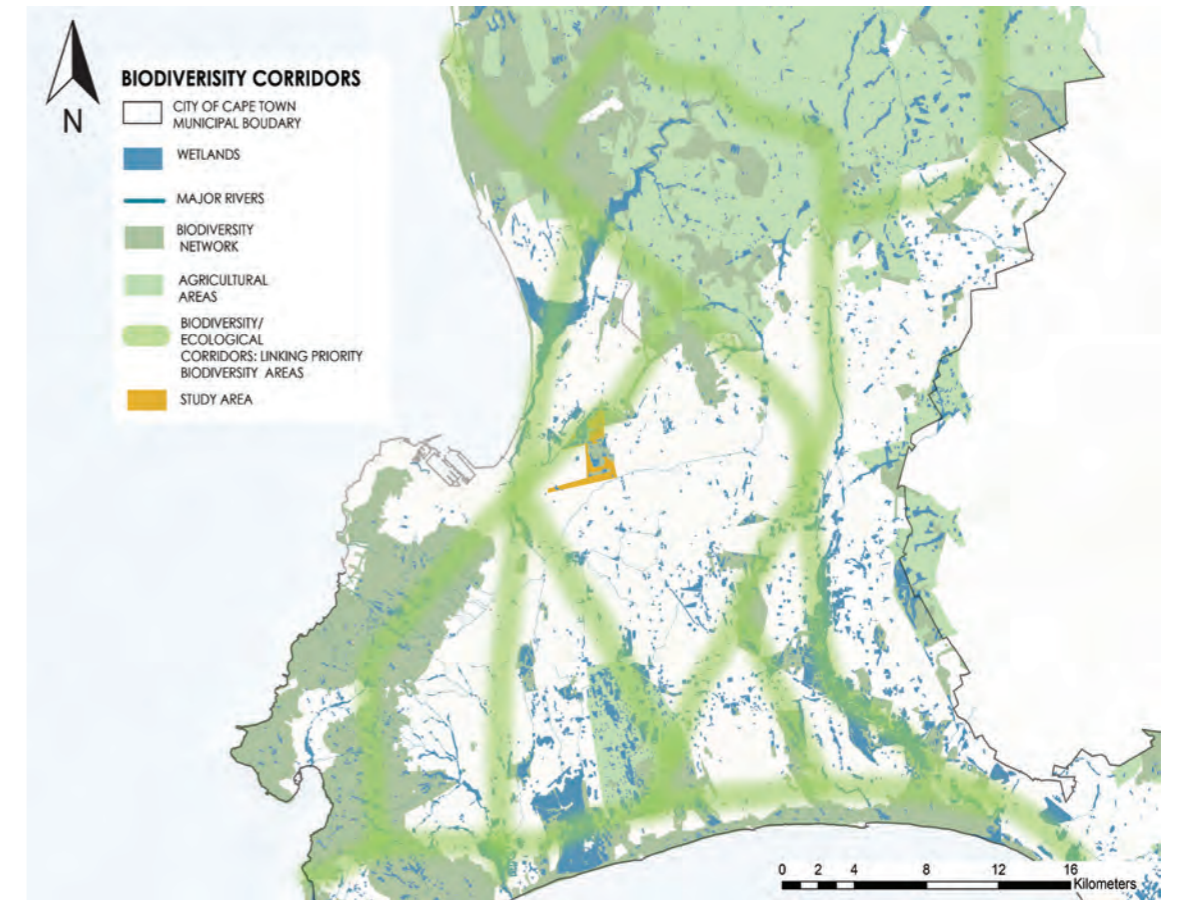 N
BIODIVERISITY CORRIDORS
CITY OF CAPE TOWN
MUNICIPAL BOUDARY
WETLANDS
MAJOR RIVERS
BIODIVERSITY
NETWORK
AGRICULTURAL
AREAS
BIODIVERSITY/
ECOLOGICAL
CORRIDORS: LINKING PRIORITY
BIODIVERSITY AREAS
STUDY AREA
0 2 4 8 12 16
Kilometers